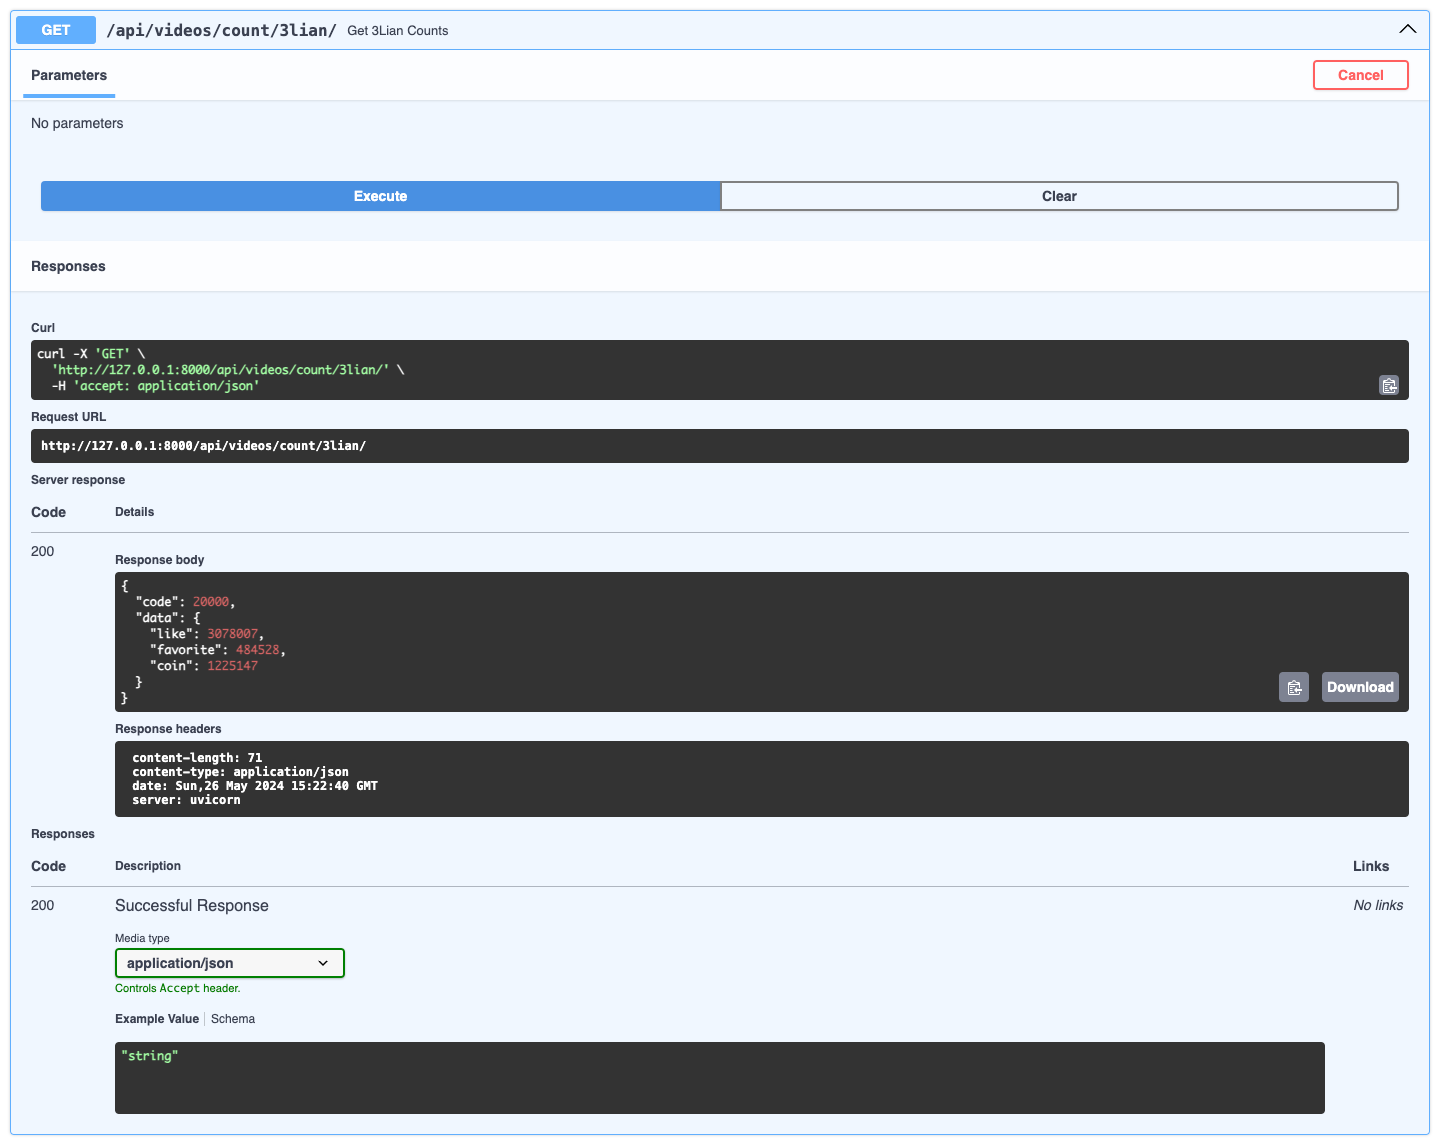 GET /api/videos/count/3lian/ Get 3Lian Counts
Parameters
Cancel
No parameters
Execute
Clear
Responses
Curl
curl -X 'GET' \
'http://127.0.0.1:8000/api/videos/count/3lian/' \
-H 'accept: application/json'
Request URL
http://127.0.0.1:8000/api/videos/count/3lian/
Server response
Code Details
200
Response body
{
"code": 20000,
"data": {
"like": 3078007,
"favorite": 484528,
"coin": 1225147
}
}
Download
Response headers
content-length: 71
content-type: application/json
date: Sun,26 May 2024 15:22:40 GMT
server: uvicorn
Responses
Code Description Links
200 Successful Response No links
Media type
application/json
Controls Accept header.
Example Value Schema
"string"